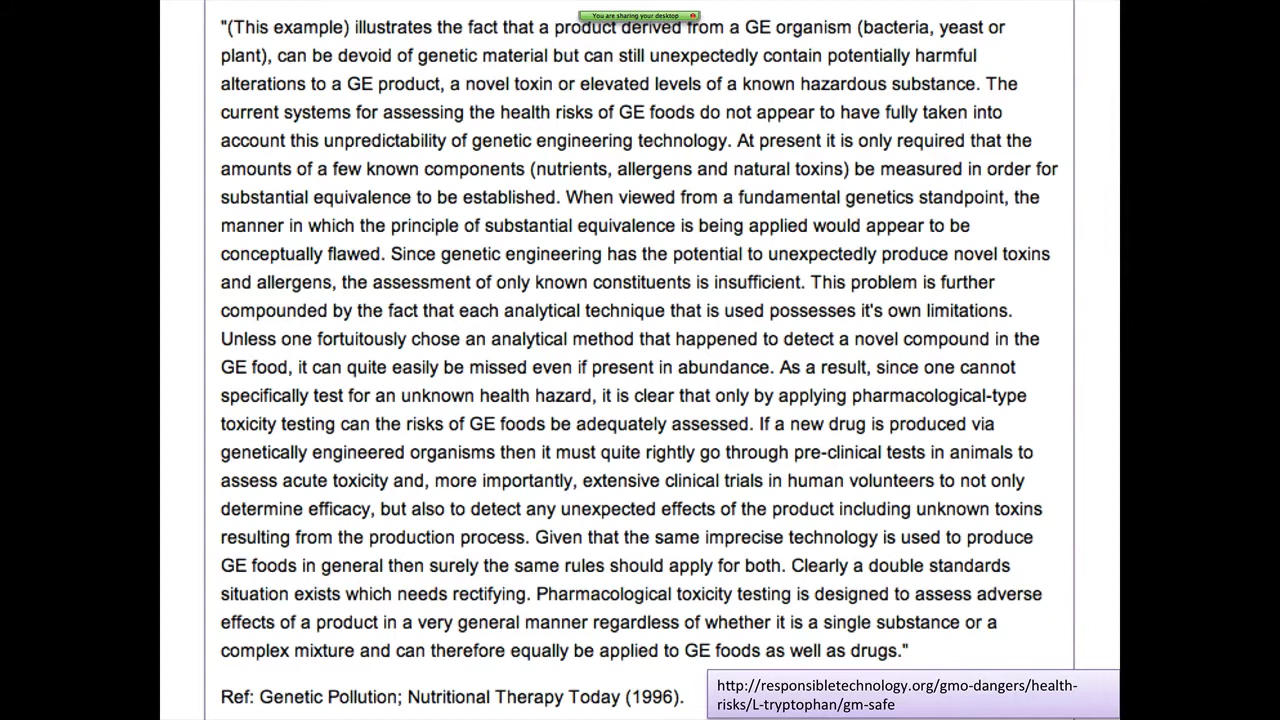 You are sharing your desktop
"(This example) illustrates the fact that a product derived from a GE organism (bacteria, yeast or
plant), can be devoid of genetic material but can still unexpectedly contain potentially harmful
alterations to a GE product, a novel toxin or elevated levels of a known hazardous substance. The
current systems for assessing the health risks of GE foods do not appear to have fully taken into
account this unpredictability of genetic engineering technology. At present it is only required that the
amounts of a few known components (nutrients, allergens and natural toxins) be measured in order for
substantial equivalence to be established. When viewed from a fundamental genetics standpoint, the
manner in which the principle of substantial equivalence is being applied would appear to be
conceptually flawed. Since genetic engineering has the potential to unexpectedly produce novel toxins
and allergens, the assessment of only known constituents is insufficient. This problem is further
compounded by the fact that each analytical technique that is used possesses it's own limitations.
Unless one fortuitously chose an analytical method that happened to detect a novel compound in the
GE food, it can quite easily be missed even if present in abundance. As a result, since one cannot
specifically test for an unknown health hazard, it is clear that only by applying pharmacological-type
toxicity testing can the risks of GE foods be adequately assessed. If a new drug is produced via
genetically engineered organisms then it must quite rightly go through pre-clinical tests in animals to
assess acute toxicity and, more importantly, extensive clinical trials in human volunteers to not only
determine efficacy, but also to detect any unexpected effects of the product including unknown toxins
resulting from the production process. Given that the same imprecise technology is used to produce
GE foods in general then surely the same rules should apply for both. Clearly a double standards
situation exists which needs rectifying. Pharmacological toxicity testing is designed to assess adverse
effects of a product in a very general manner regardless of whether it is a single substance or a
complex mixture and can therefore equally be applied to GE foods as well as drugs."
Ref: Genetic Pollution; Nutritional Therapy Today (1996).
http://responsibletechnology.org/gmo-dangers/health-
risks/L-tryptophan/gm-safe